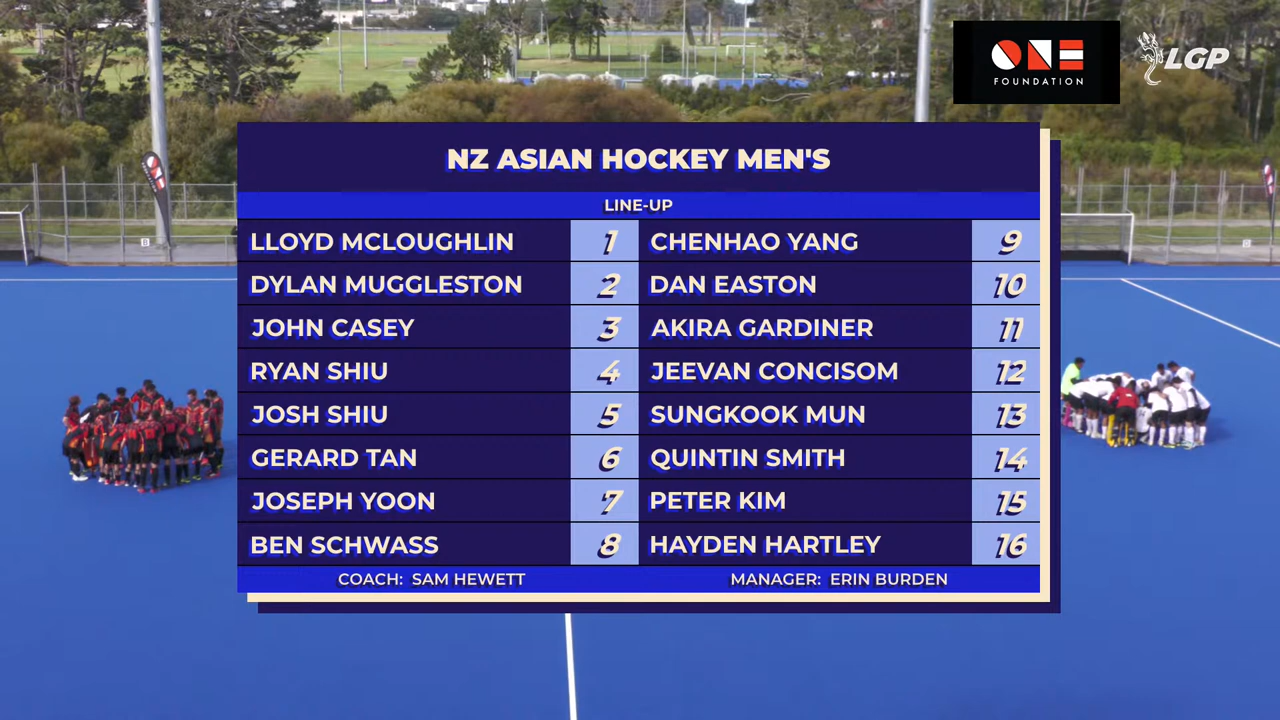 ONE
FOUNDATION
LGP
NZ ASIAN HOCKEY MEN'S
LINE-UP
LLOYD MCLOUGHLIN 1 CHENHAO YANG 9
DYLAN MUGGLESTON 2 DAN EASTON 10
JOHN CASEY 3 AKIRA GARDINER 11
RYAN SHIU 4 JEEVAN CONCISOM 12
JOSH SHIU 5 SUNGKOOK MUN 13
GERARD TAN 6 QUINTIN SMITH 14
JOSEPH YOON 7 PETER KIM 15
BEN SCHWASS 8 HAYDEN HARTLEY 16
COACH: SAM HEWETT MANAGER: ERIN BURDEN